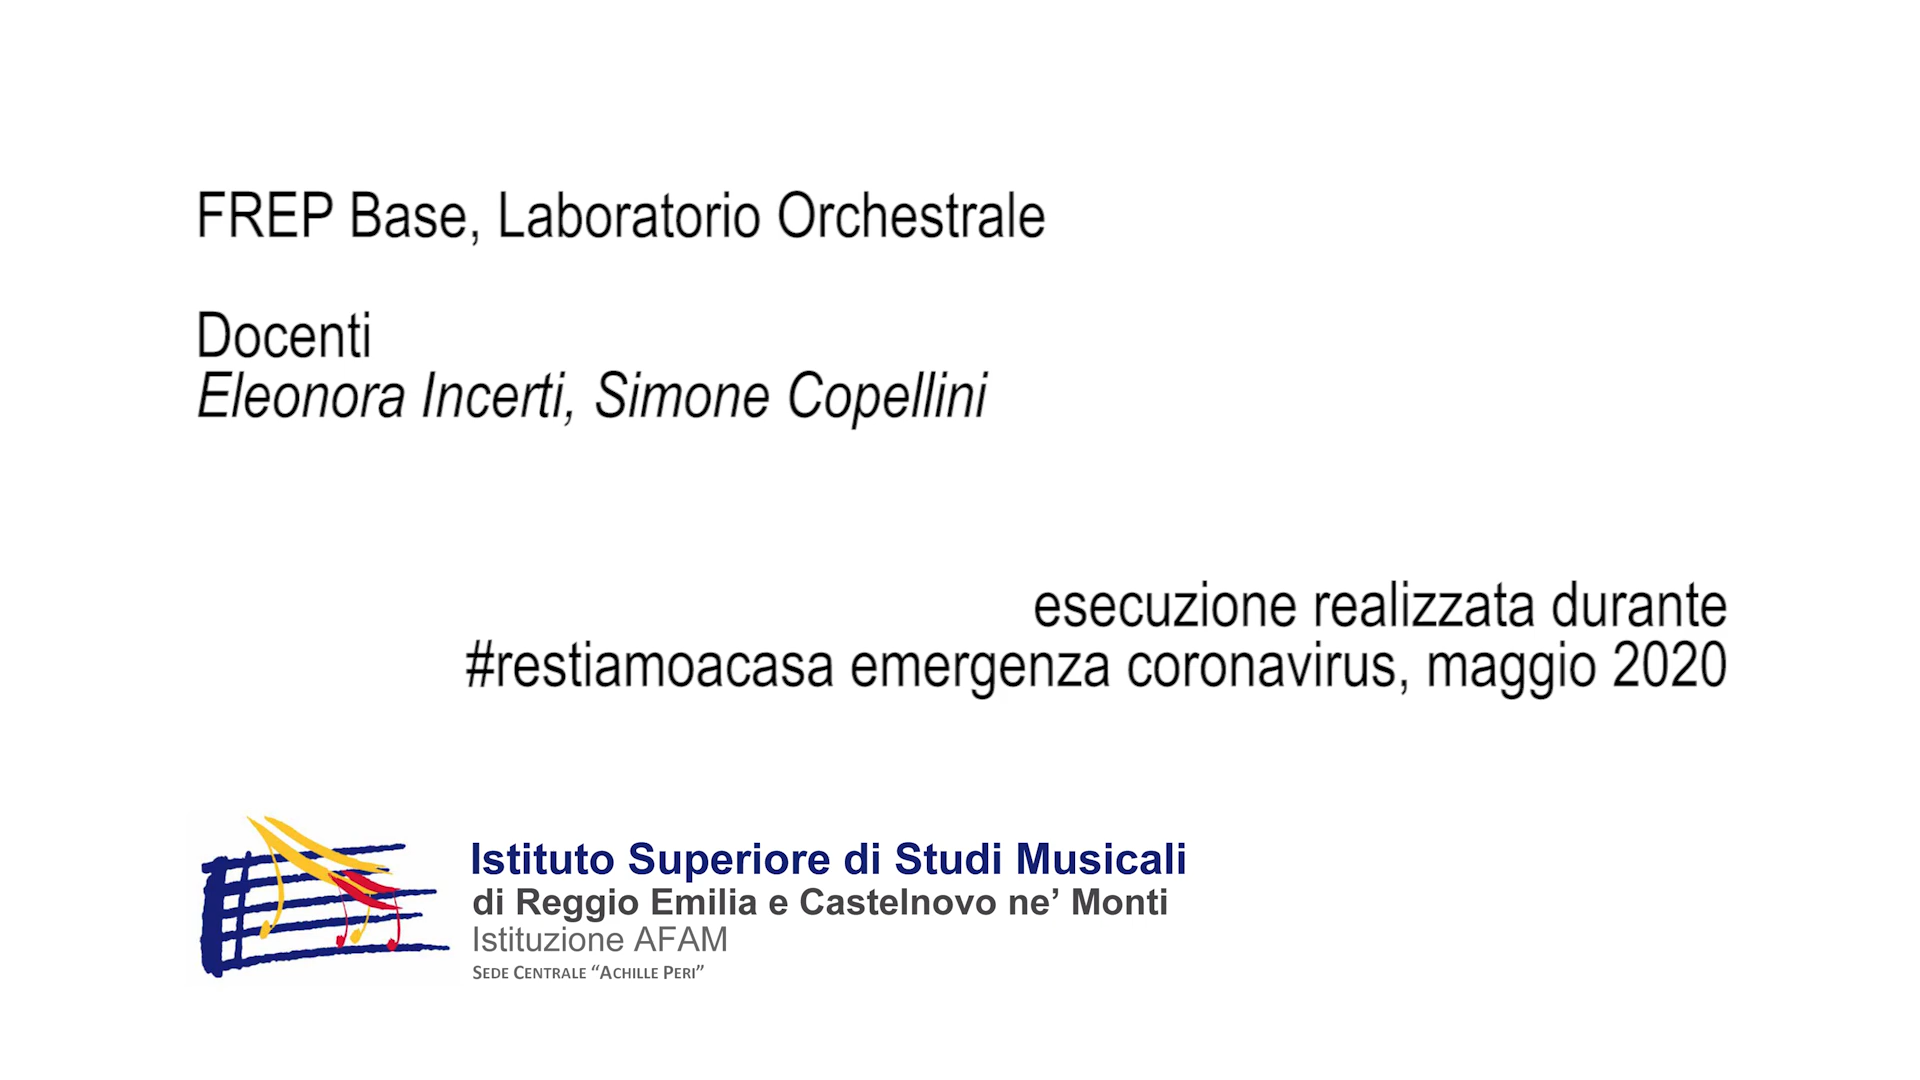 FREP Base, Laboratorio Orchestrale
Docenti
Eleonora Incerti, Simone Copellini
esecuzione realizzata durante
#restiamoacasa emergenza coronavirus, maggio 2020
Istituto Superiore di Studi Musicali
di Reggio Emilia e Castelnovo ne’ Monti
Istituzione AFAM
SEDE CENTRALE “ACHILLE PERI”